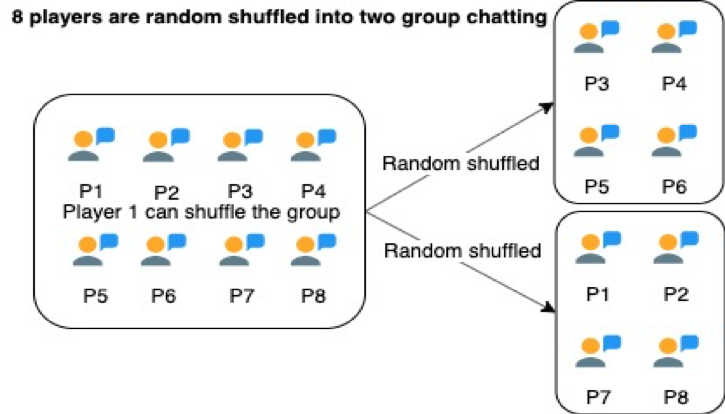 8 players are random shuffled into two group chatting
P1 P2 P3 P4
Player 1 can shuffle the group
P5 P6 P7 P8
Random shuffled
Random shuffled
P3 P4
P5 P6
P1 P2
P7 P8